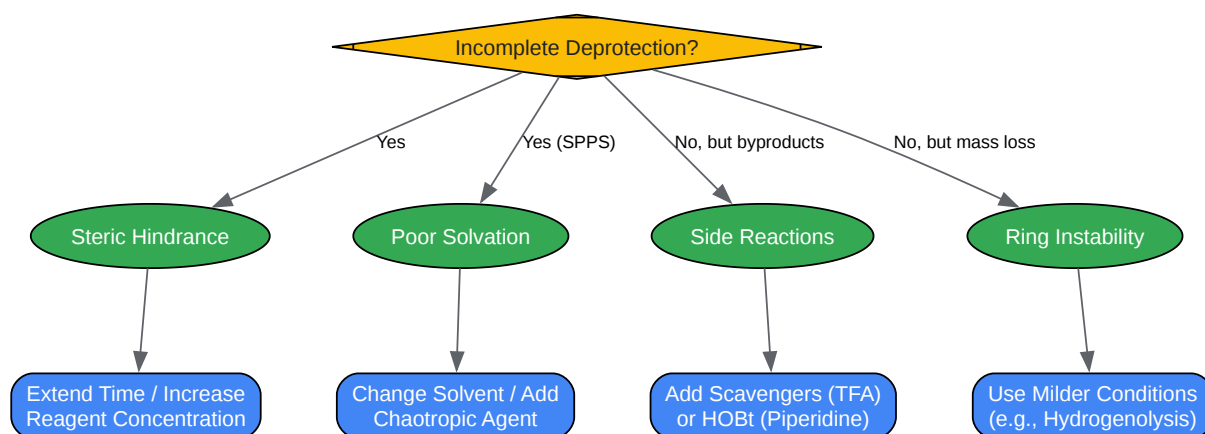 Incomplete Deprotection?
Yes
Yes (SPPS)
No, but byproducts
No, but mass loss
Steric Hindrance
Poor Solvation
Side Reactions
Ring Instability
Extend Time / Increase
Reagent Concentration
Change Solvent / Add
Chaotropic Agent
Add Scavengers (TFA)
or HOBt (Piperidine)
Use Milder Conditions
(e.g., Hydrogenolysis)